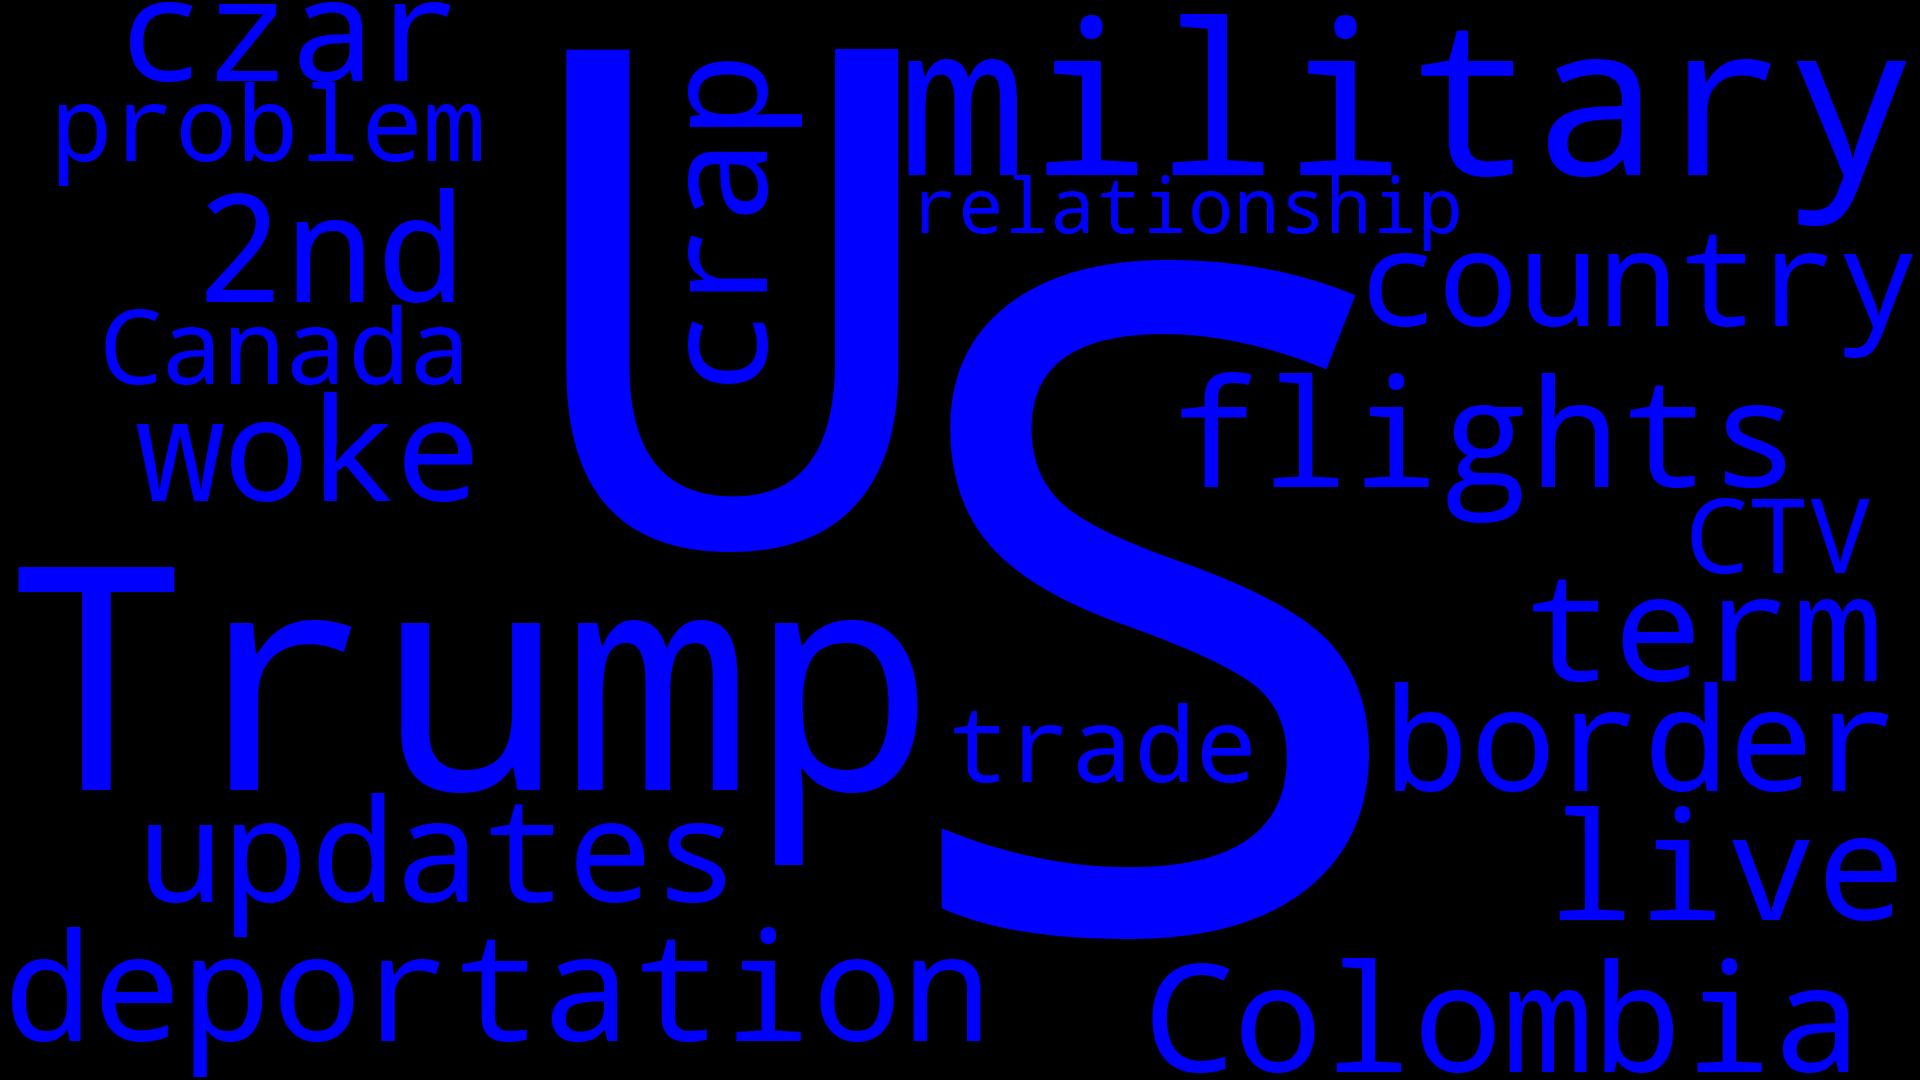 czar
problem
2nd
Canada
woke
US
crap
military
relationship
country
flights
CTV
term
Trump
trade
border
updates
live
deportation
Colombia